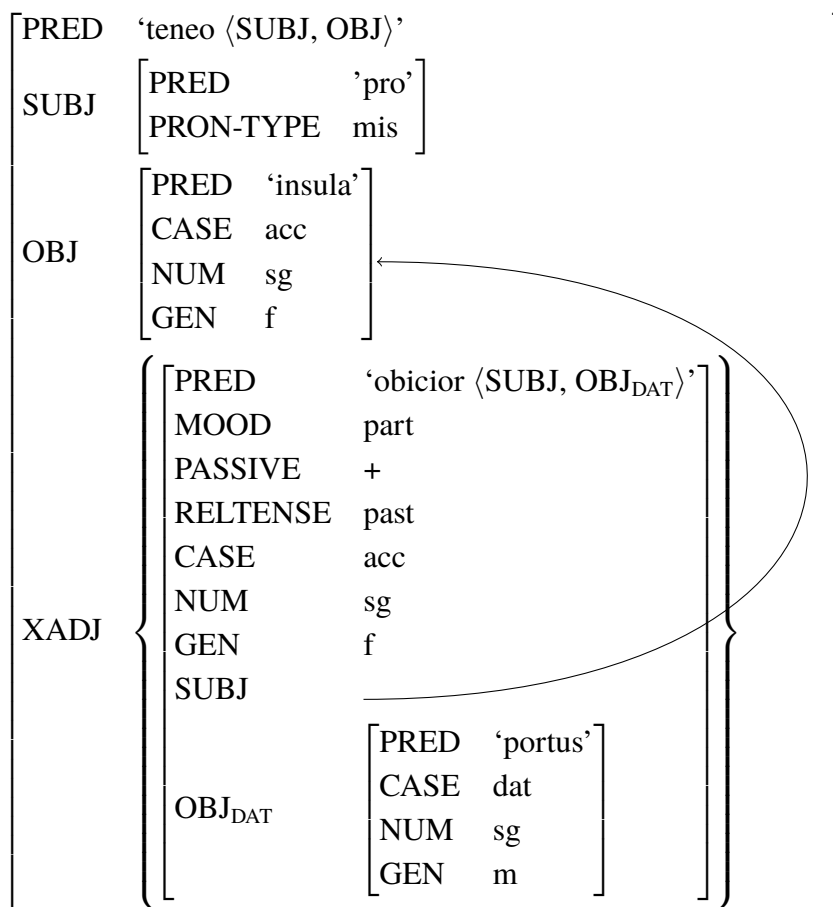 PRED ‘teneo ⟨SUBJ, OBJ⟩’
SUBJ PRED ’pro’
PRON-TYPE mis
OBJ PRED ‘insula’
CASE acc
NUM sg
GEN f
XADJ PRED ‘obicior ⟨SUBJ, OBJ_DAT⟩’
MOOD part
PASSIVE +
RELTENSE past
CASE acc
NUM sg
GEN f
SUBJ
OBJ_DAT PRED ‘portus’
CASE dat
NUM sg
GEN m